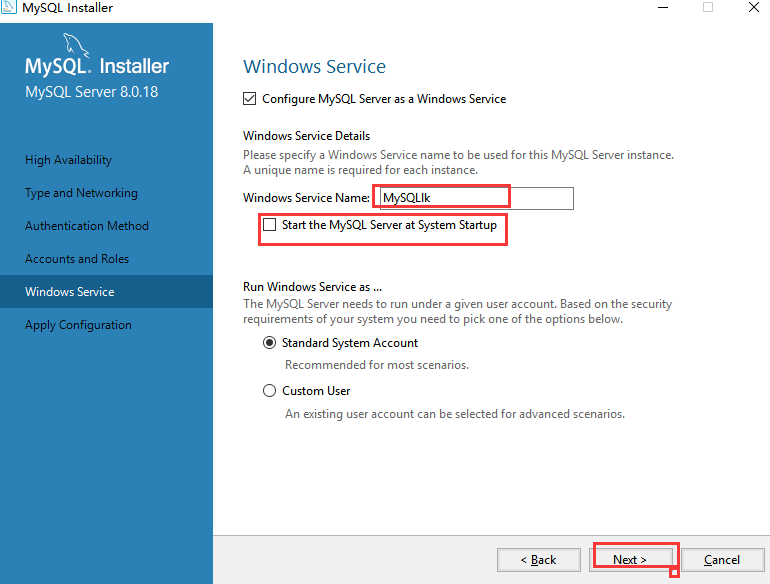 MySQL Installer
MySQL. Installer
MySQL Server 8.0.18
High Availability
Type and Networking
Authentication Method
Accounts and Roles
Windows Service
Apply Configuration
Windows Service
Configure MySQL Server as a Windows Service
Windows Service Details
Please specify a Windows Service name to be used for this MySQL Server instance.
A unique name is required for each instance.
Windows Service Name: MySQLlk
Start the MySQL Server at System Startup
Run Windows Service as ...
The MySQL Server needs to run under a given user account. Based on the security
requirements of your system you need to pick one of the options below.
Standard System Account
Recommended for most scenarios.
Custom User
An existing user account can be selected for advanced scenarios.
< Back
Next >
Cancel